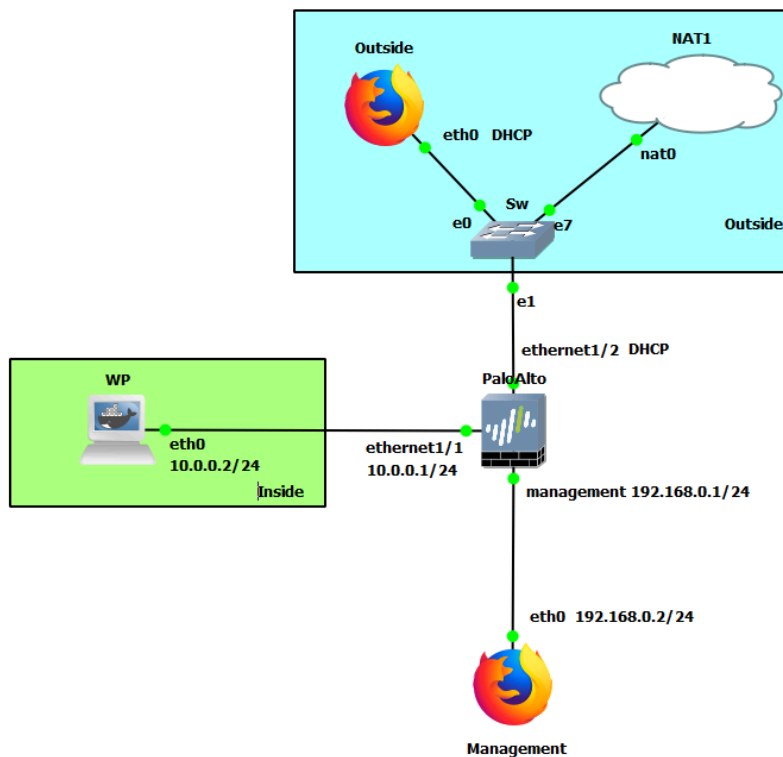 Outside
NAT1
eth0 DHCP
nat0
Sw
e0
e7
Outside
e1
ethernet1/2 DHCP
WP
PaloAlto
eth0
10.0.0.2/24
ethernet1/1
10.0.0.1/24
Inside
management 192.168.0.1/24
eth0 192.168.0.2/24
Management